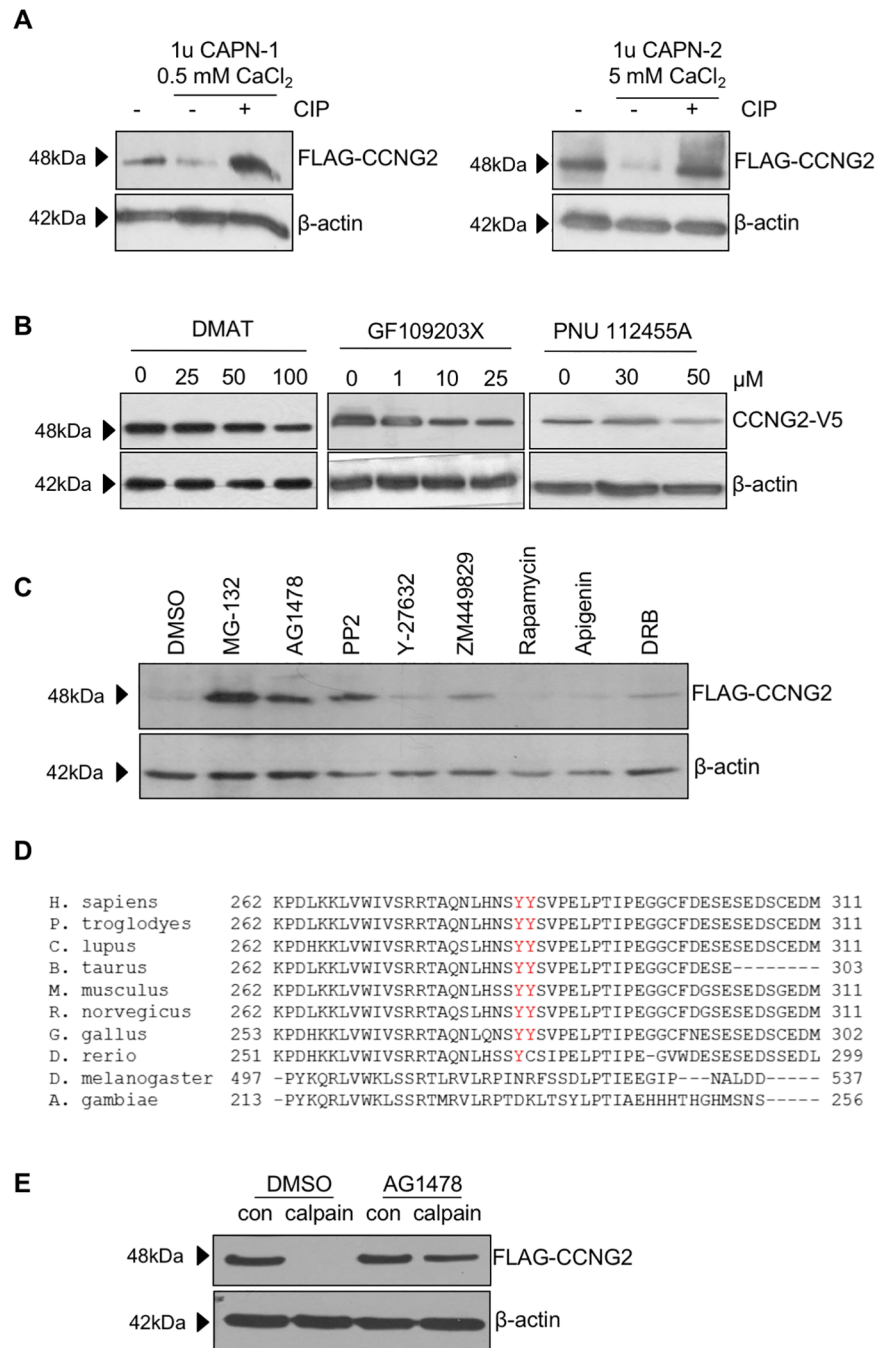 A
1u CAPN-1 1u CAPN-2
0.5 mM CaCl2 5 mM CaCl2
- - + CIP - - + CIP
48kDa FLAG-CCNG2 48kDa FLAG-CCNG2
42kDa β-actin 42kDa β-actin
B
DMAT GF109203X PNU 112455A
0 25 50 100 0 1 10 25 0 30 50 µM
48kDa CCNG2-V5
42kDa β-actin
C
DMSO MG-132 AG1478 PP2 Y-27632 ZM449829 Rapamycin Apigenin DRB
48kDa FLAG-CCNG2
42kDa β-actin
D
H. sapiens 262 KPDLKKLVWIVSRRTAQNLHNSYYSVPELPTIPEGGCFDESESEDSCEDM 311
P. troglodyes 262 KPDLKKLVWIVSRRTAQNLHNSYYSVPELPTIPEGGCFDESESEDSCEDM 311
C. lupus 262 KPDHKKLVWIVSRRTAQSLHNSYYSVPELPTIPEGGCFDESESEDSCEDM 311
B. taurus 262 KPDLKKLVWIVSRRTAQNLHNSYYSVPELPTIPEGGCFDESE-------- 303
M. musculus 262 KPDLKKLVWIVSRRTAQNLHSSYYSVPELPTIPEGGCFDGSESEDSGEDM 311
R. norvegicus 262 KPDLKKLVWIVSRRTAQSLHSSYYSVPELPTIPEGGCFDGSESEDSGEDM 311
G. gallus 253 KPDHKKLVWIVSRRTAQNLQNSYYSVPELPTIPEGGCFNESESEDSCEDM 302
D. rerio 251 KPDHKKLVWIVSRRTAQNLHSSYCSIPELPTIPE-GVWDESESEDSSEDL 299
D. melanogaster 497 -PYKQRLVWKLSSRTLRVLRPINRFSSDLPTIEEGIP---NALDD----- 537
A. gambiae 213 -PYKQRLVWKLSSRTMRVLRPTDKLTSYLPTIAEHHHTHGHMSNS----- 256
E
DMSO AG1478
con calpain con calpain
48kDa FLAG-CCNG2
42kDa β-actin